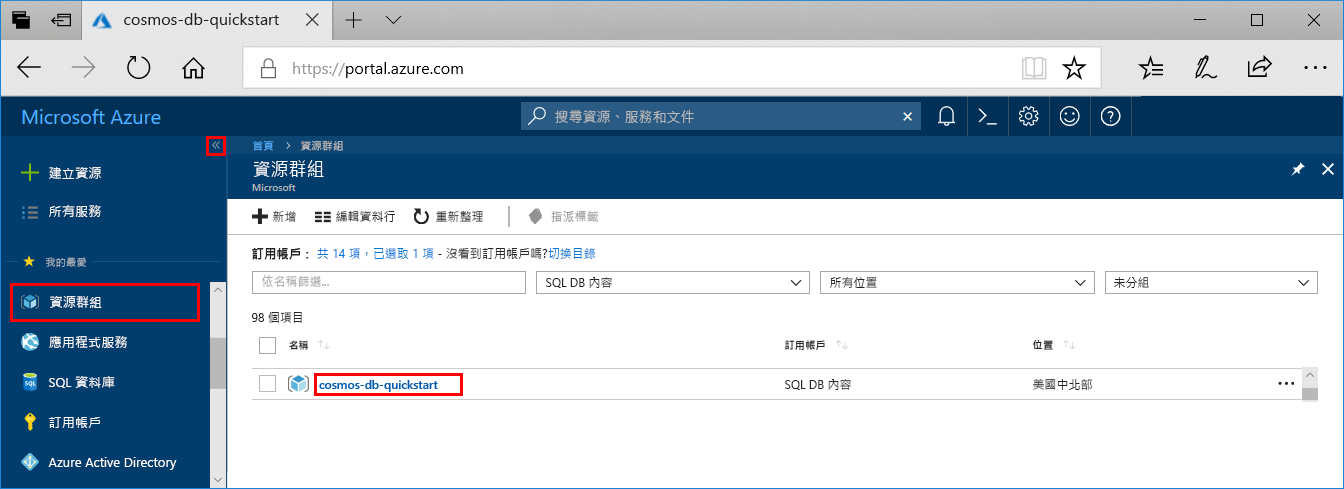 cosmos-db-quickstart
https://portal.azure.com
Microsoft Azure
搜尋資源、服務和文件
建立資源
所有服務
我的最愛
資源群組
應用程式服務
SQL 資料庫
SQL
訂用帳戶
Azure Active Directory
首頁 > 資源群組
資源群組
Microsoft
新增 編輯資料行 重新整理 指派標籤
訂用帳戶： 共 14 項，已選取 1 項 - 沒看到訂用帳戶嗎?切換目錄
依名稱篩選... SQL DB 內容 所有位置 未分組
98 個項目
名稱 訂用帳戶 位置
cosmos-db-quickstart SQL DB 內容 美國中北部